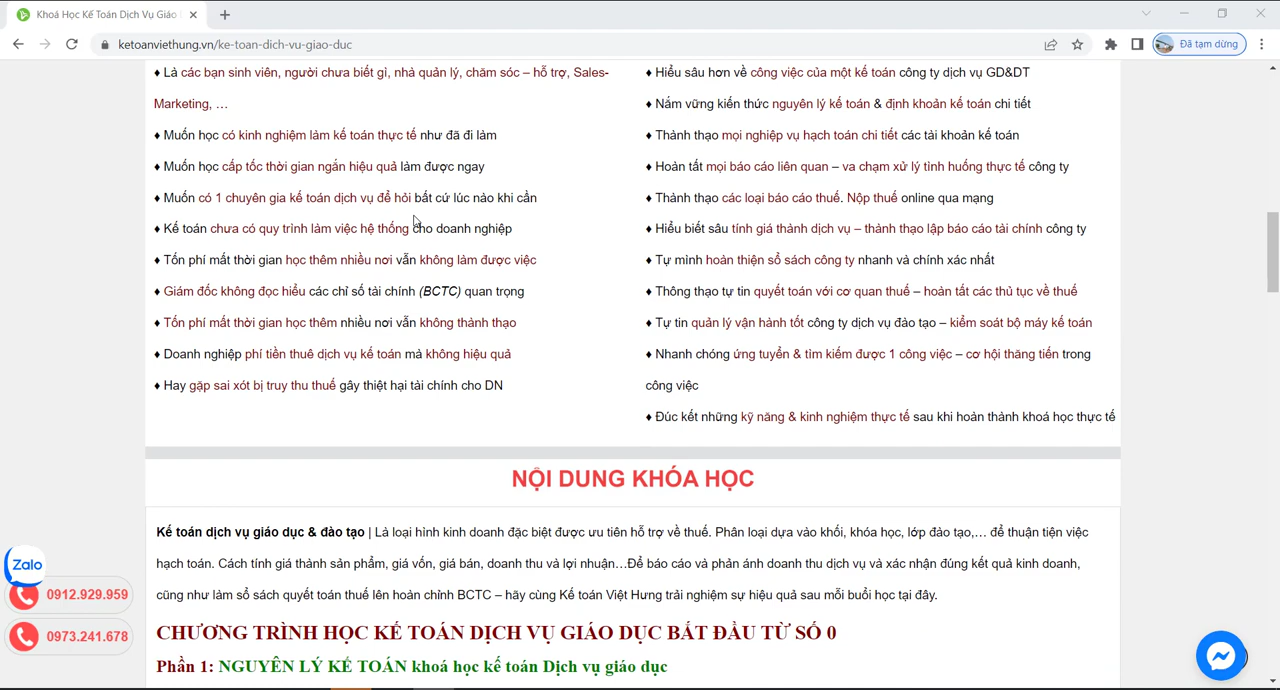 Khoá Học Kế Toán Dịch Vụ Giáo
ketoanviethung.vn/ke-toan-dich-vu-giao-duc
Đã tạm dừng
♦ Là các bạn sinh viên, người chưa biết gì, nhà quản lý, chăm sóc – hỗ trợ, Sales-
Marketing, …
♦ Muốn học có kinh nghiệm làm kế toán thực tế như đã đi làm
♦ Muốn học cấp tốc thời gian ngắn hiệu quả làm được ngay
♦ Muốn có 1 chuyên gia kế toán dịch vụ để hỏi bất cứ lúc nào khi cần
♦ Kế toán chưa có quy trình làm việc hệ thống cho doanh nghiệp
♦ Tốn phí mất thời gian học thêm nhiều nơi vẫn không làm được việc
♦ Giám đốc không đọc hiểu các chỉ số tài chính (BCTC) quan trọng
♦ Tốn phí mất thời gian học thêm nhiều nơi vẫn không thành thạo
♦ Doanh nghiệp phí tiền thuê dịch vụ kế toán mà không hiệu quả
♦ Hay gặp sai xót bị truy thu thuế gây thiệt hại tài chính cho DN
♦ Hiểu sâu hơn về công việc của một kế toán công ty dịch vụ GD&DT
♦ Nắm vững kiến thức nguyên lý kế toán & định khoản kế toán chi tiết
♦ Thành thạo mọi nghiệp vụ hạch toán chi tiết các tài khoản kế toán
♦ Hoàn tất mọi báo cáo liên quan – va chạm xử lý tình huống thực tế công ty
♦ Thành thạo các loại báo cáo thuế. Nộp thuế online qua mạng
♦ Hiểu biết sâu tính giá thành dịch vụ – thành thạo lập báo cáo tài chính công ty
♦ Tự mình hoàn thiện sổ sách công ty nhanh và chính xác nhất
♦ Thông thạo tự tin quyết toán với cơ quan thuế – hoàn tất các thủ tục về thuế
♦ Tự tin quản lý vận hành tốt công ty dịch vụ đào tạo – kiểm soát bộ máy kế toán
♦ Nhanh chóng ứng tuyển & tìm kiếm được 1 công việc – cơ hội thăng tiến trong
công việc
♦ Đúc kết những kỹ năng & kinh nghiệm thực tế sau khi hoàn thành khoá học thực tế
NỘI DUNG KHÓA HỌC
Kế toán dịch vụ giáo dục & đào tạo | Là loại hình kinh doanh đặc biệt được ưu tiên hỗ trợ về thuế. Phân loại dựa vào khối, khóa học, lớp đào tạo,… để thuận tiện việc
hạch toán. Cách tính giá thành sản phẩm, giá vốn, giá bán, doanh thu và lợi nhuận…Để báo cáo và phản ánh doanh thu dịch vụ và xác nhận đúng kết quả kinh doanh,
cũng như làm sổ sách quyết toán thuế lên hoàn chỉnh BCTC – hãy cùng Kế toán Việt Hưng trải nghiệm sự hiệu quả sau mỗi buổi học tại đây.
CHƯƠNG TRÌNH HỌC KẾ TOÁN DỊCH VỤ GIÁO DỤC BẮT ĐẦU TỪ SỐ 0
Phần 1: NGUYÊN LÝ KẾ TOÁN khoá học kế toán Dịch vụ giáo dục
Zalo
0912.929.959
0973.241.678